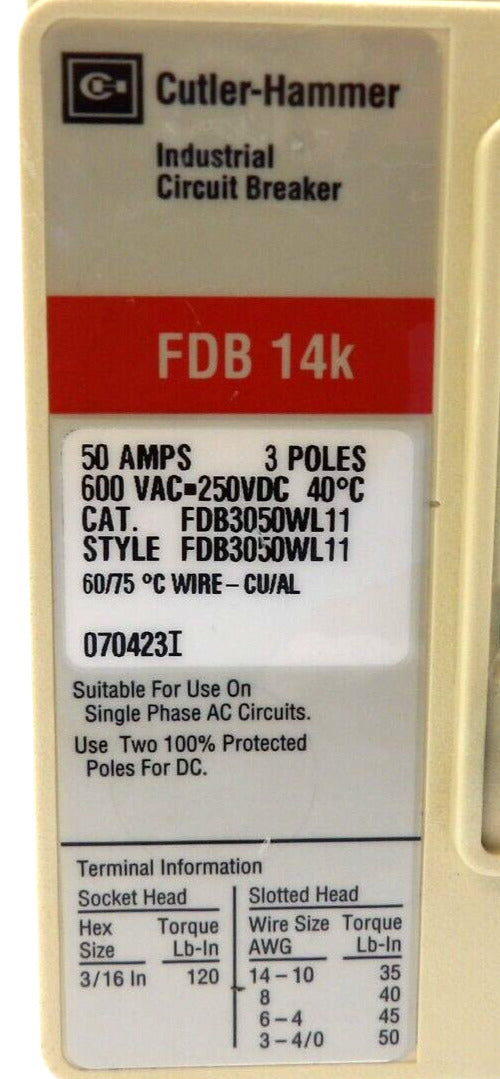 Cutler-Hammer
Industrial
Circuit Breaker
FDB 14k
50 AMPS 3 POLES
600 VAC▪250VDC 40°C
CAT. FDB3050WL11
STYLE FDB3050WL11
60/75 °C WIRE – CU/AL
070423I
Suitable For Use On
Single Phase AC Circuits.
Use Two 100% Protected
Poles For DC.
Terminal Information
Socket Head Slotted Head
Hex Torque Wire Size Torque
Size Lb-In AWG Lb-In
3/16 In 120 14 – 10 35
8 40
6 – 4 45
3 – 4/0 50